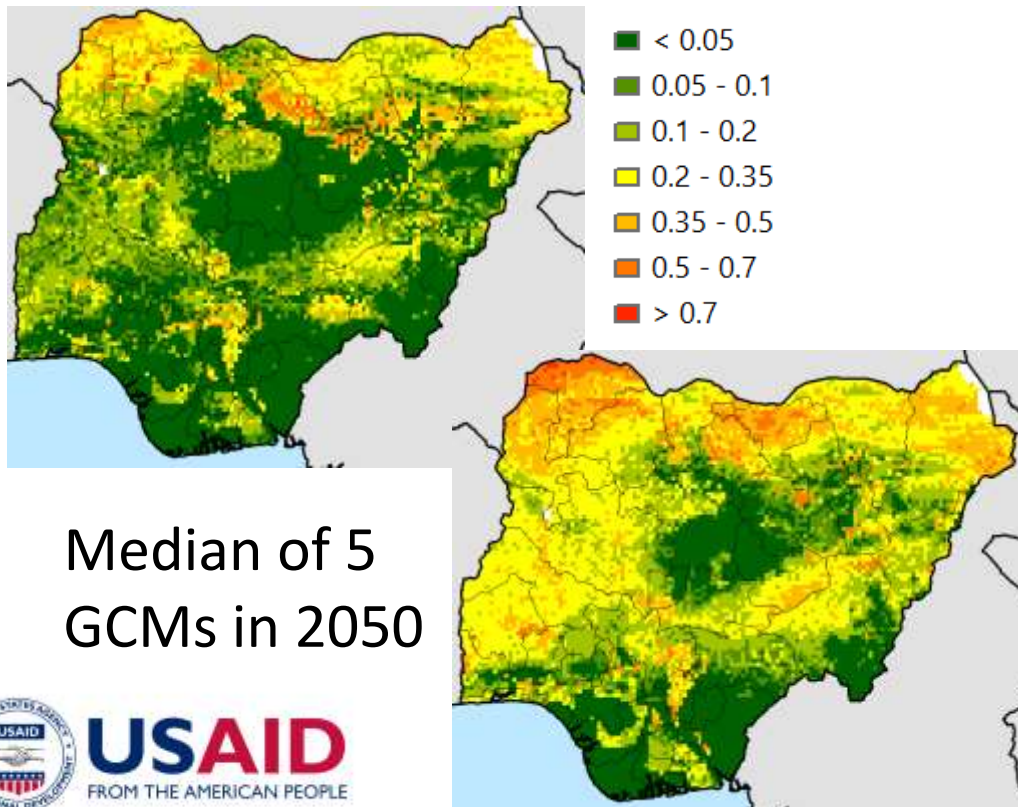 < 0.05
0.05 - 0.1
0.1 - 0.2
0.2 - 0.35
0.35 - 0.5
0.5 - 0.7
> 0.7
Median of 5
GCMs in 2050
USAID
USAID
FROM THE AMERICAN PEOPLE